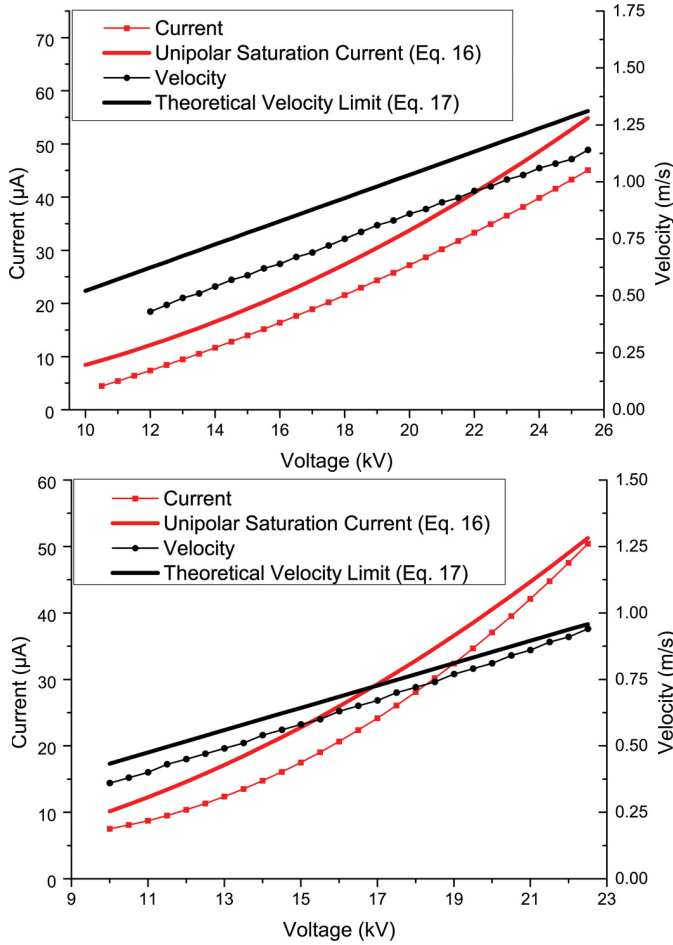 Current
Unipolar Saturation Current (Eq. 16)
Velocity
Theoretical Velocity Limit (Eq. 17)
Current (µA)
70
60
50
40
30
20
10
0
Velocity (m/s)
1.75
1.50
1.25
1.00
0.75
0.50
0.25
0.00
10 12 14 16 18 20 22 24 26
Voltage (kV)
Current
Unipolar Saturation Current (Eq. 16)
Velocity
Theoretical Velocity Limit (Eq. 17)
Current (µA)
60
50
40
30
20
10
0
Velocity (m/s)
1.50
1.25
1.00
0.75
0.50
0.25
0.00
9 11 13 15 17 19 21 23
Voltage (kV)